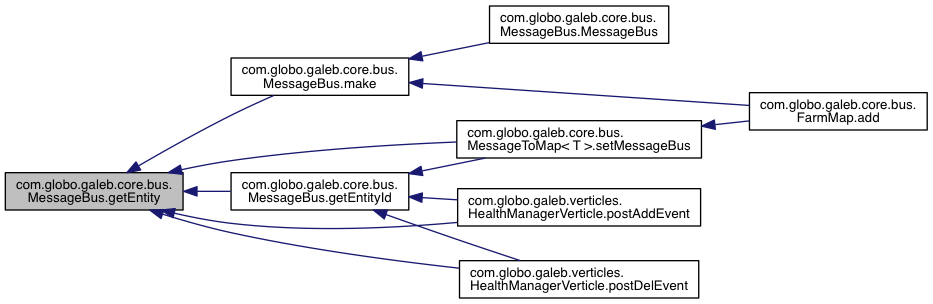 com.globo.galeb.core.bus.
MessageBus.MessageBus
com.globo.galeb.core.bus.
MessageBus.make
com.globo.galeb.core.bus.
FarmMap.add
com.globo.galeb.core.bus.
MessageToMap< T >.setMessageBus
com.globo.galeb.core.bus.
MessageBus.getEntity
com.globo.galeb.core.bus.
MessageBus.getEntityId
com.globo.galeb.verticles.
HealthManagerVerticle.postAddEvent
com.globo.galeb.verticles.
HealthManagerVerticle.postDelEvent